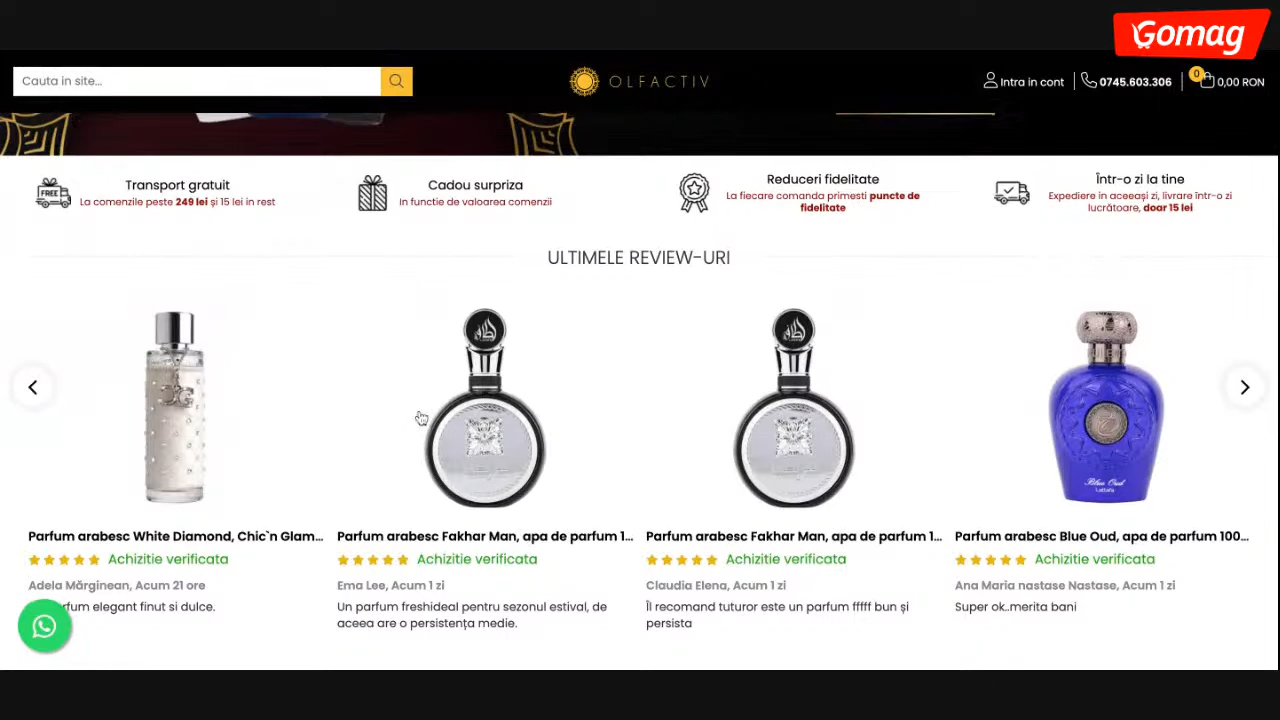 Gomag
Cauta in site...
OLFACTIV
Intra in cont
0745.603.306
0
0,00 RON
FREE
Transport gratuit
La comenzile peste 249 lei și 15 lei in rest
Cadou surpriza
In functie de valoarea comenzii
Reduceri fidelitate
La fiecare comanda primesti puncte de
fidelitate
Într-o zi la tine
Expediere in aceeași zi, livrare într-o zi
lucrătoare, doar 15 lei
ULTIMELE REVIEW-URI
Blue Oud
Lattafa
Parfum arabesc White Diamond, Chic`n Glam...
Achizitie verificata
Adela Mărginean, Acum 21 ore
rfum elegant finut si dulce.
Parfum arabesc Fakhar Man, apa de parfum 1...
Achizitie verificata
Ema Lee, Acum 1 zi
Un parfum freshideal pentru sezonul estival, de
aceea are o persistența medie.
Parfum arabesc Fakhar Man, apa de parfum 1...
Achizitie verificata
Claudia Elena, Acum 1 zi
Îl recomand tuturor este un parfum fffff bun și
persista
Parfum arabesc Blue Oud, apa de parfum 100...
Achizitie verificata
Ana Maria nastase Nastase, Acum 1 zi
Super ok..merita bani